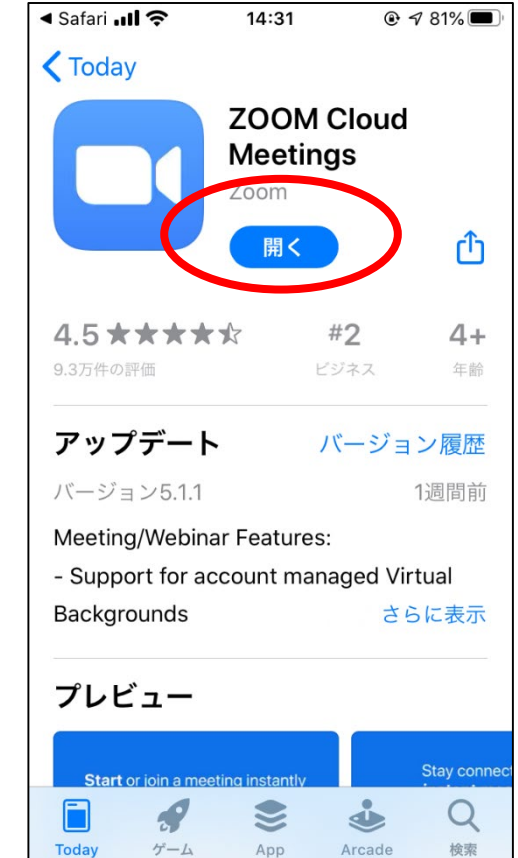 ◀ Safari 14:31 81%
Today
ZOOM Cloud
Meetings
Zoom
開く
4.5 ★★★★⯪ #2 4+
9.3万件の評価 ビジネス 年齢
アップデート バージョン履歴
バージョン5.1.1 1週間前
Meeting/Webinar Features:
- Support for account managed Virtual
Backgrounds さらに表示
プレビュー
Start or join a meeting instantly Stay connect
Today ゲーム App Arcade 検索